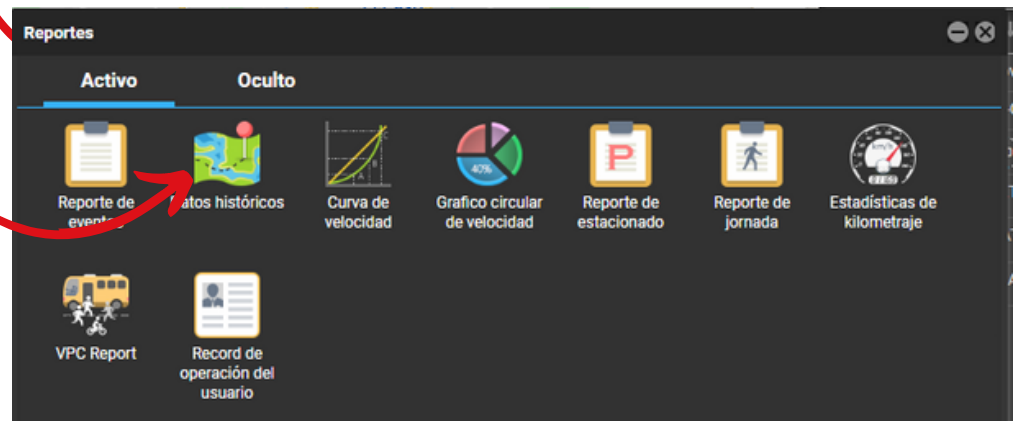 Reportes
Activo Oculto
Reporte de
Datos históricos
Curva de
velocidad
Grafico circular
de velocidad
Reporte de
estacionado
Reporte de
jornada
Estadísticas de
kilometraje
40%
A
B
P
km/h
VPC Report
Record de
operación del
usuario